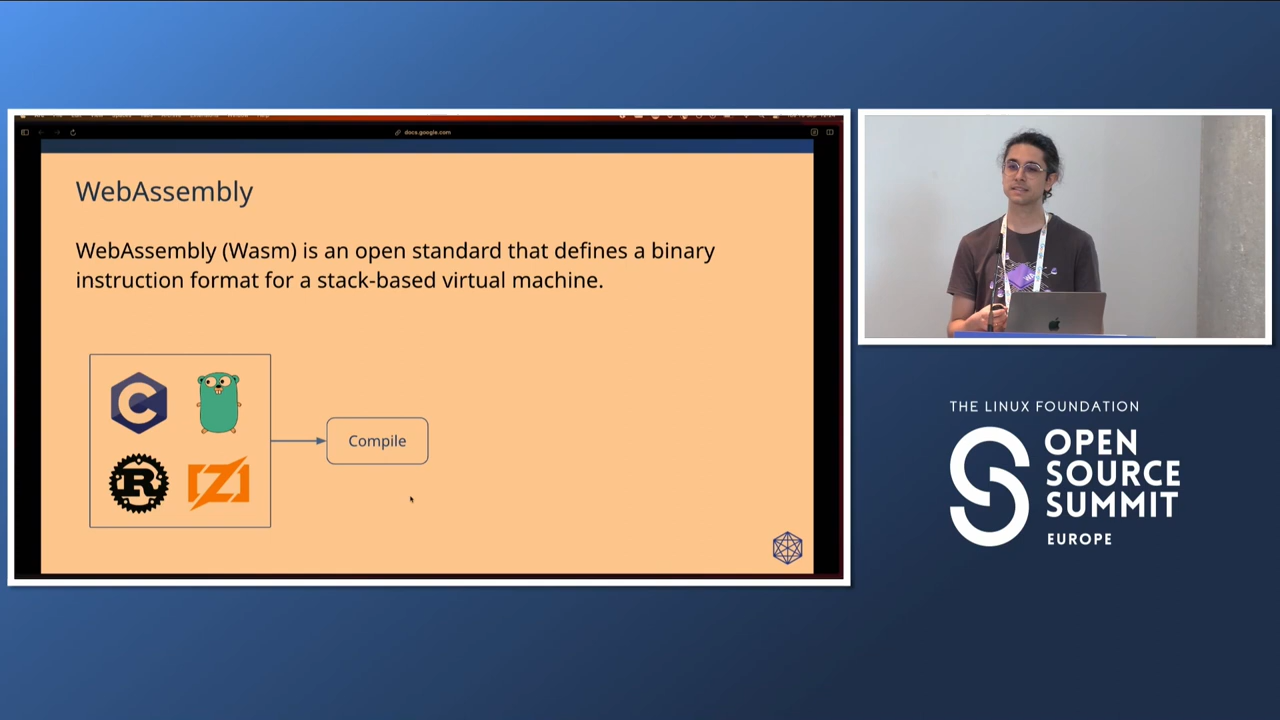 docs.google.com
WebAssembly
WebAssembly (Wasm) is an open standard that defines a binary
instruction format for a stack-based virtual machine.
C
R
Z
Compile
THE LINUX FOUNDATION
OPEN
SOURCE
SUMMIT
EUROPE